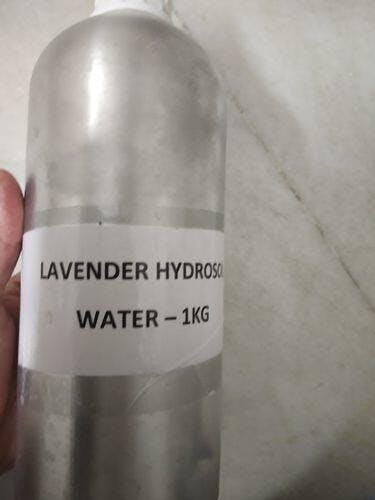 LAVENDER HYDROSOL
WATER – 1KG